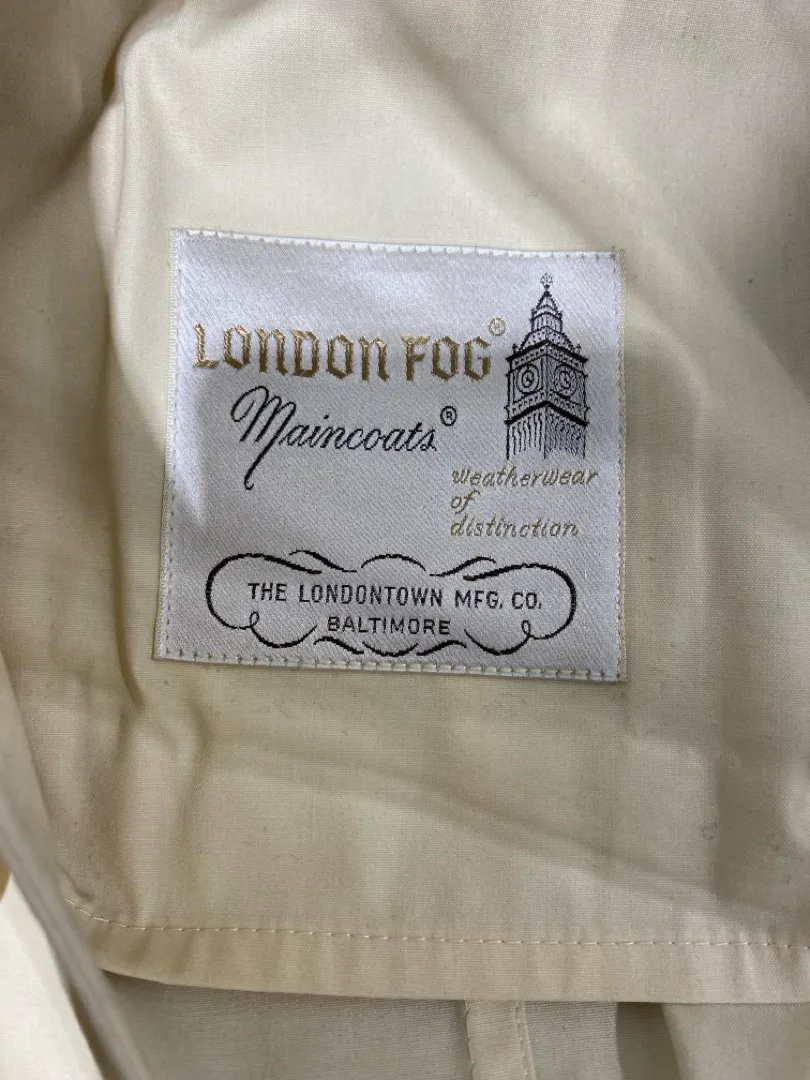 LONDON FOG®
Maincoats®
weatherwear
of
distinction
THE LONDONTOWN MFG. CO.
BALTIMORE